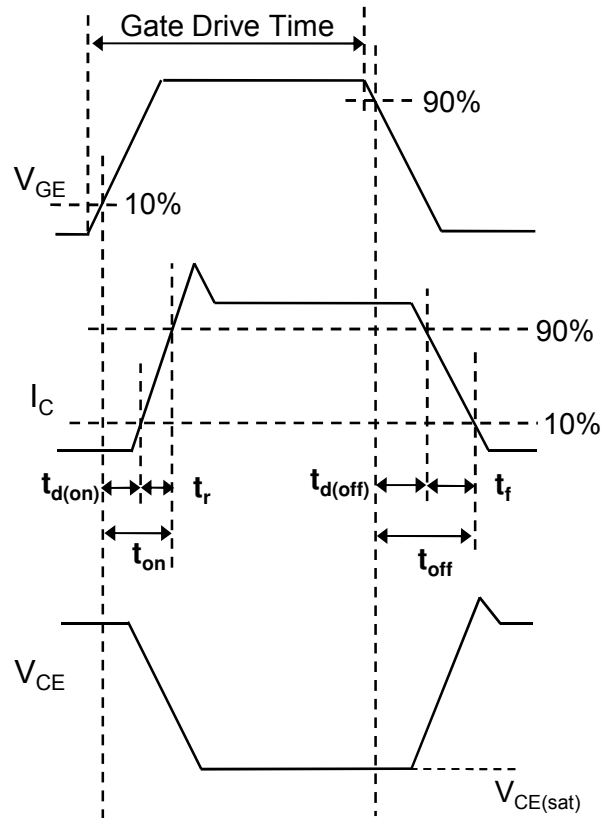 Gate Drive Time
90%
V_GE
10%
90%
I_C
10%
t_d(on) t_r t_d(off) t_f
t_on t_off
V_CE
V_CE(sat)